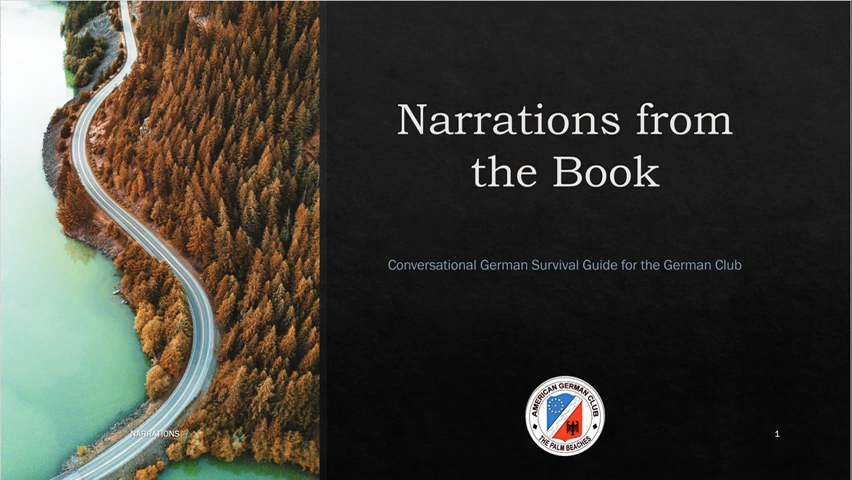 Narrations from
the Book
Conversational German Survival Guide for the German Club
AMERICAN GERMAN CLUB
THE PALM BEACHES
NARRATIONS
1